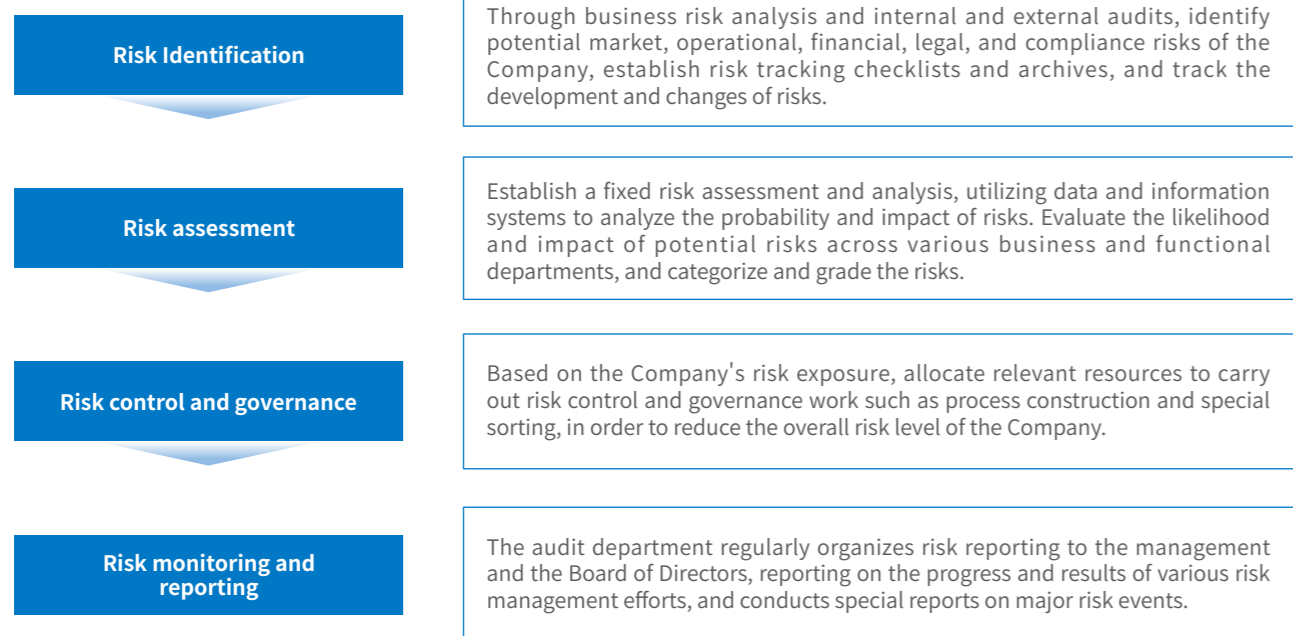 Risk Identification
Through business risk analysis and internal and external audits, identify
potential market, operational, financial, legal, and compliance risks of the
Company, establish risk tracking checklists and archives, and track the
development and changes of risks.
Risk assessment
Establish a fixed risk assessment and analysis, utilizing data and information
systems to analyze the probability and impact of risks. Evaluate the likelihood
and impact of potential risks across various business and functional
departments, and categorize and grade the risks.
Risk control and governance
Based on the Company's risk exposure, allocate relevant resources to carry
out risk control and governance work such as process construction and special
sorting, in order to reduce the overall risk level of the Company.
Risk monitoring and
reporting
The audit department regularly organizes risk reporting to the management
and the Board of Directors, reporting on the progress and results of various risk
management efforts, and conducts special reports on major risk events.